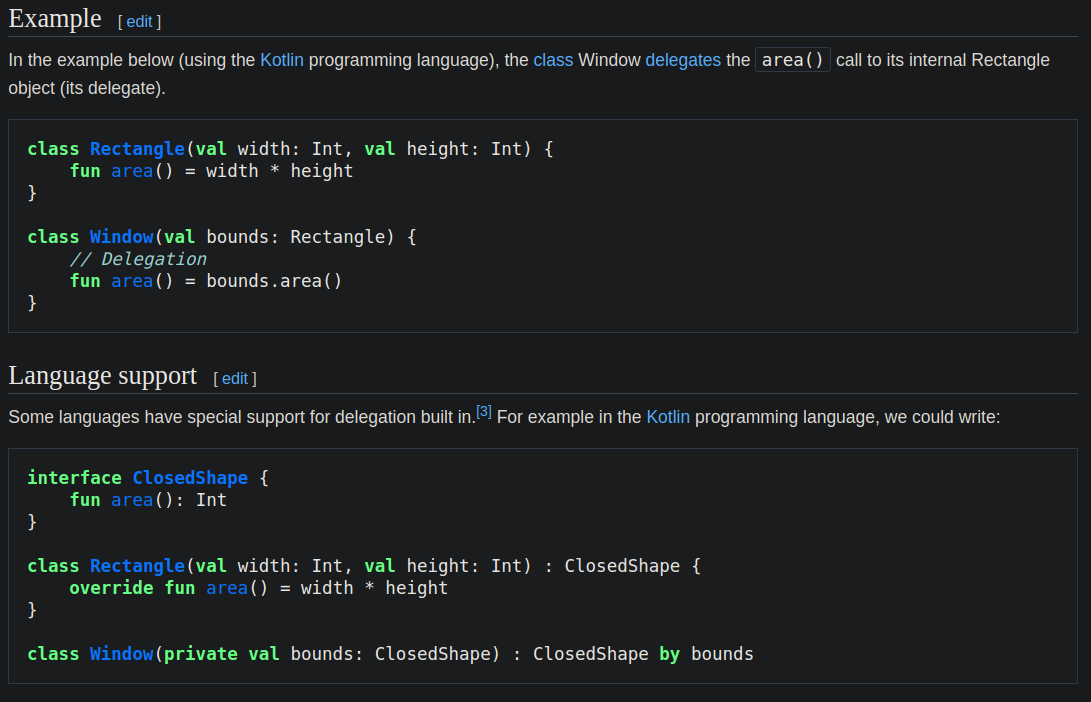 Example [ edit ]
In the example below (using the Kotlin programming language), the class Window delegates the area() call to its internal Rectangle
object (its delegate).
class Rectangle(val width: Int, val height: Int) {
    fun area() = width * height
}
class Window(val bounds: Rectangle) {
    // Delegation
    fun area() = bounds.area()
}
Language support [ edit ]
Some languages have special support for delegation built in.[3] For example in the Kotlin programming language, we could write:
interface ClosedShape {
    fun area(): Int
}
class Rectangle(val width: Int, val height: Int) : ClosedShape {
    override fun area() = width * height
}
class Window(private val bounds: ClosedShape) : ClosedShape by bounds